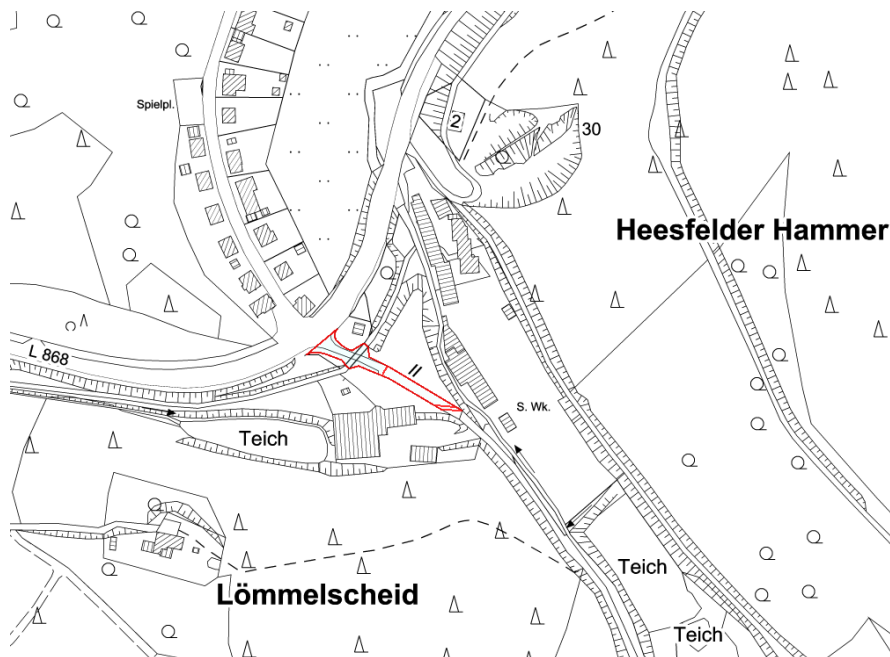 Spielpl.
2
30
Heesfelder Hammer
L 868
S. Wk.
Teich
Teich
Lömmelscheid
Teich